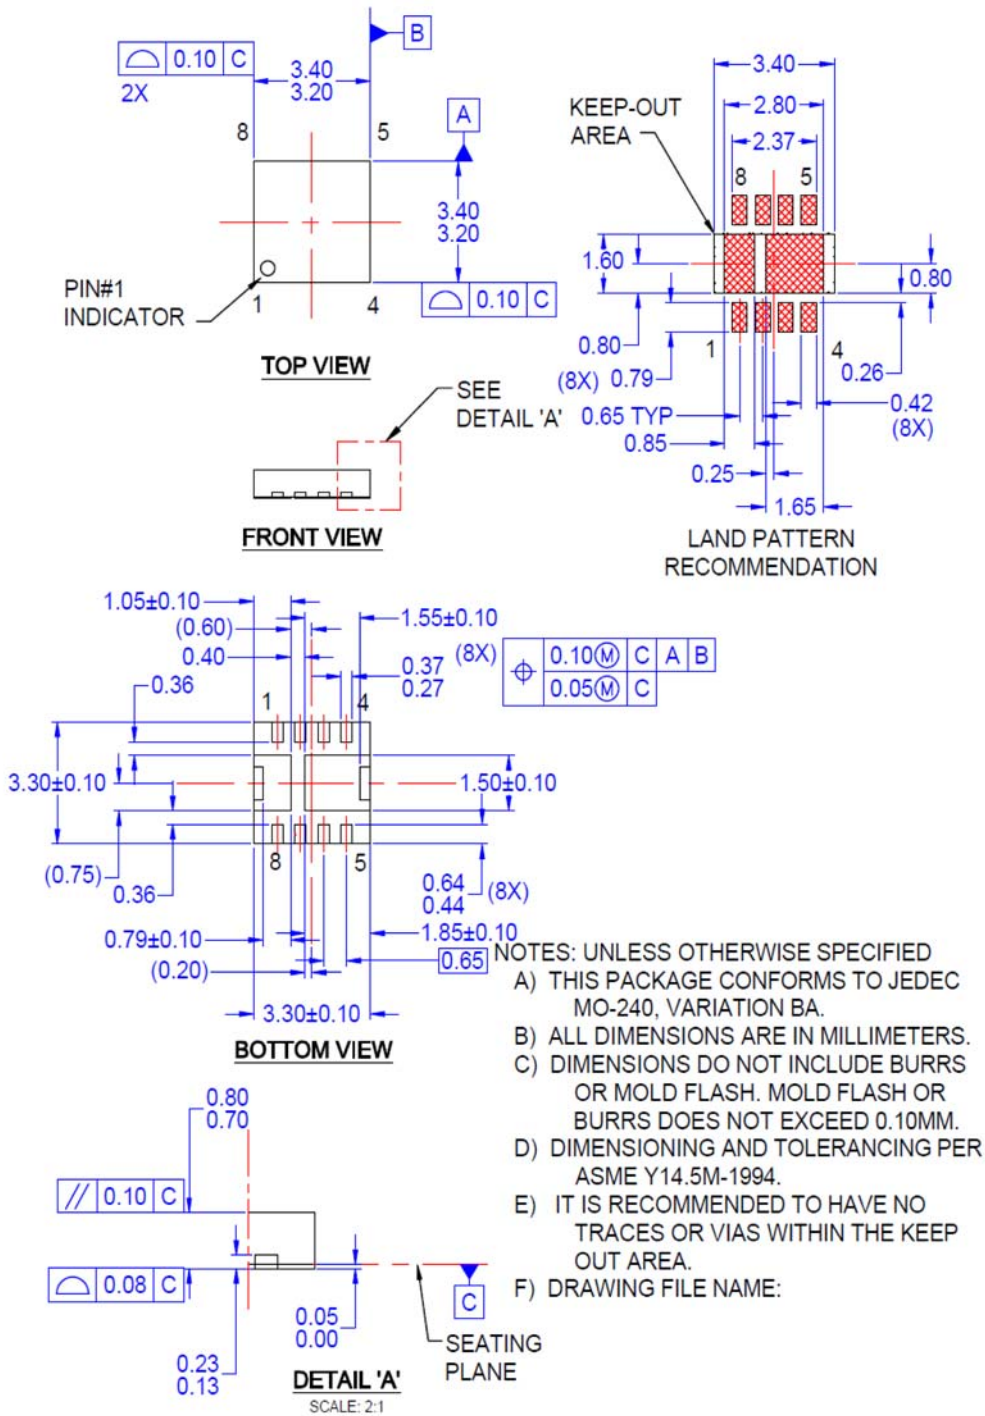 B
0.10 C
2X
3.40
3.20
8
5
A
3.40
3.20
PIN#1
INDICATOR
1
4
0.10 C
TOP VIEW
SEE
DETAIL 'A'
FRONT VIEW
3.40
KEEP-OUT
AREA
2.80
2.37
8
5
1.60
0.80
0.80
1
4
(8X) 0.79
0.26
0.65 TYP
0.42
(8X)
0.85
0.25
1.65
LAND PATTERN
RECOMMENDATION
1.05±0.10
(0.60)
1.55±0.10
0.40
0.37
0.27
(8X)
0.10Ⓜ C A B
0.05Ⓜ C
0.36
1
4
3.30±0.10
1.50±0.10
8
5
(0.75)
0.36
0.64
0.44
(8X)
0.79±0.10
1.85±0.10
(0.20)
0.65
3.30±0.10
BOTTOM VIEW
NOTES: UNLESS OTHERWISE SPECIFIED
A) THIS PACKAGE CONFORMS TO JEDEC
MO-240, VARIATION BA.
B) ALL DIMENSIONS ARE IN MILLIMETERS.
C) DIMENSIONS DO NOT INCLUDE BURRS
OR MOLD FLASH. MOLD FLASH OR
BURRS DOES NOT EXCEED 0.10MM.
D) DIMENSIONING AND TOLERANCING PER
ASME Y14.5M-1994.
E) IT IS RECOMMENDED TO HAVE NO
TRACES OR VIAS WITHIN THE KEEP
OUT AREA.
F) DRAWING FILE NAME:
0.80
0.70
// 0.10 C
0.08 C
0.05
0.00
C
0.23
0.13
SEATING
PLANE
DETAIL 'A'
SCALE: 2:1